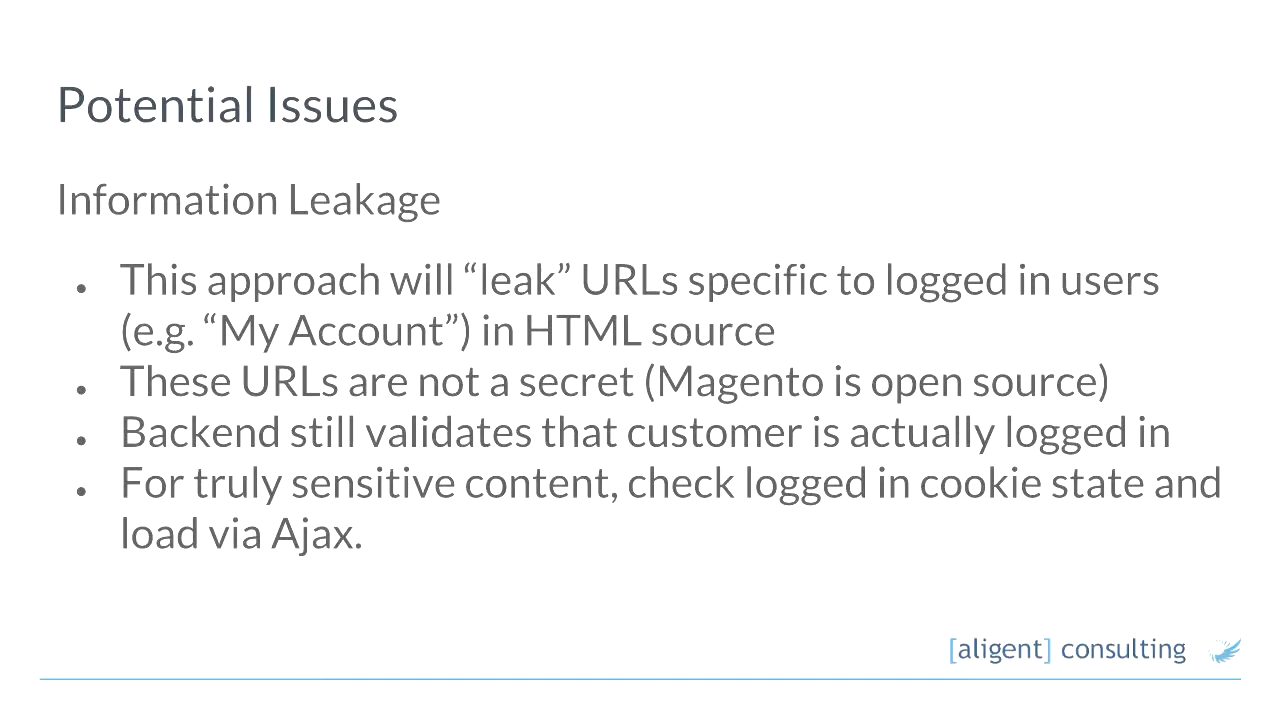 Potential Issues
Information Leakage
• This approach will “leak” URLs specific to logged in users
(e.g. “My Account”) in HTML source
• These URLs are not a secret (Magento is open source)
• Backend still validates that customer is actually logged in
• For truly sensitive content, check logged in cookie state and
load via Ajax.
[aligent] consulting